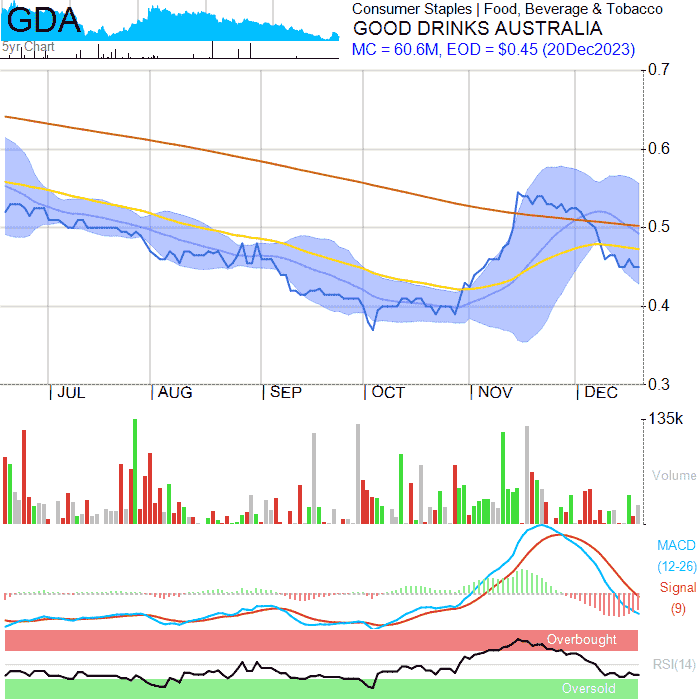 GDA
5yr Chart
Consumer Staples | Food, Beverage & Tobacco
GOOD DRINKS AUSTRALIA
MC = 60.6M, EOD = $0.45 (20Dec2023)
0.7
0.6
0.5
0.4
0.3
JUL AUG SEP OCT NOV DEC
135k
Volume
MACD
(12-26)
Signal
(9)
Overbought
RSI(14)
Oversold